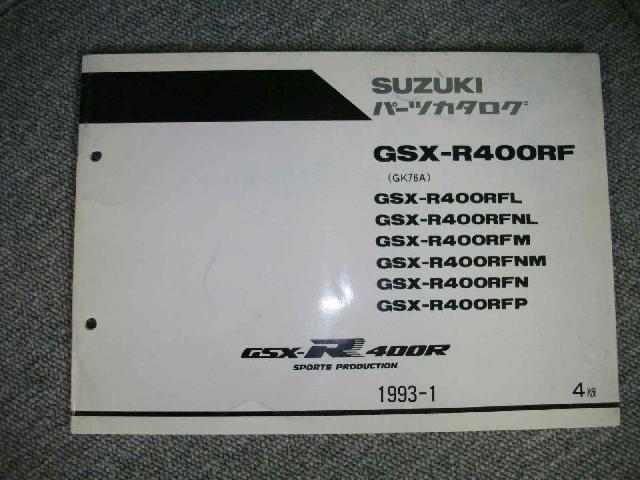 SUZUKI
パーツカタログ
GSX-R400RF
(GK76A)
GSX-R400RFL
GSX-R400RFNL
GSX-R400RFM
GSX-R400RFNM
GSX-R400RFN
GSX-R400RFP
GSX-R 400R
SPORTS PRODUCTION
1993-1
4版